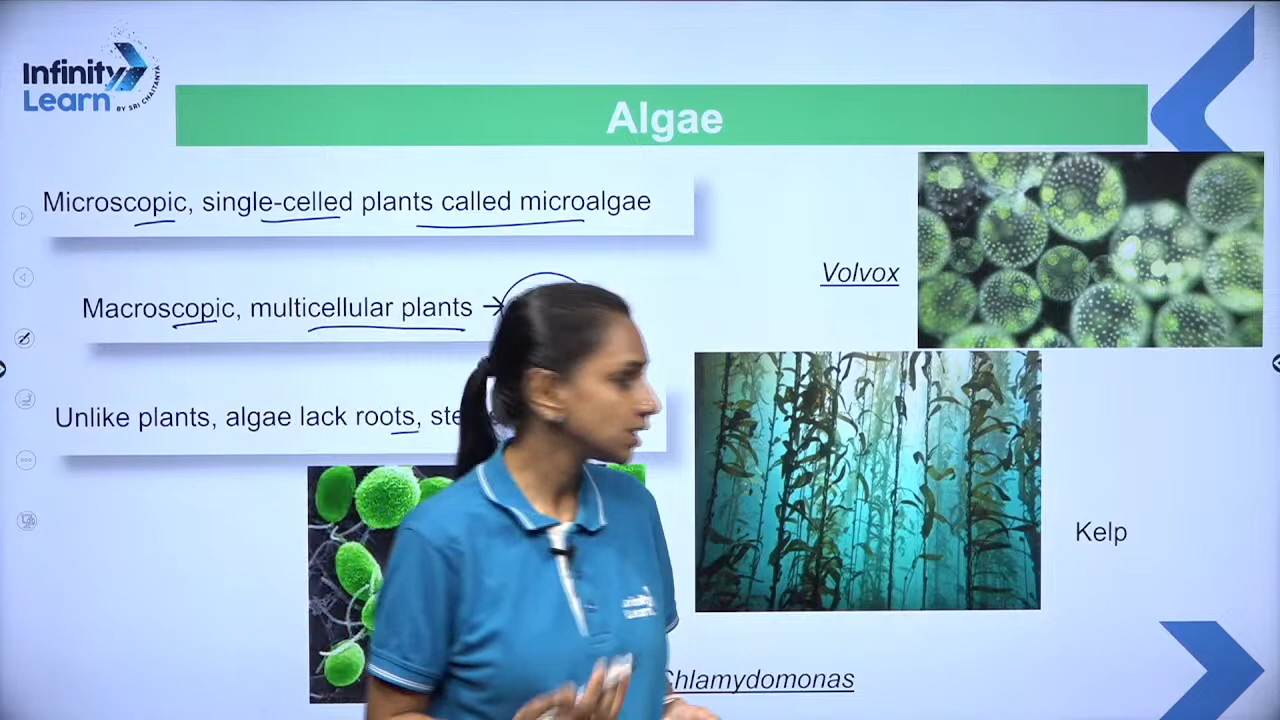 Infinity
Learn
BY SRI CHAITANYA
Algae
Microscopic, single-celled plants called microalgae
Volvox
Macroscopic, multicellular plants →
Unlike plants, algae lack roots,
Kelp
Chlamydomonas